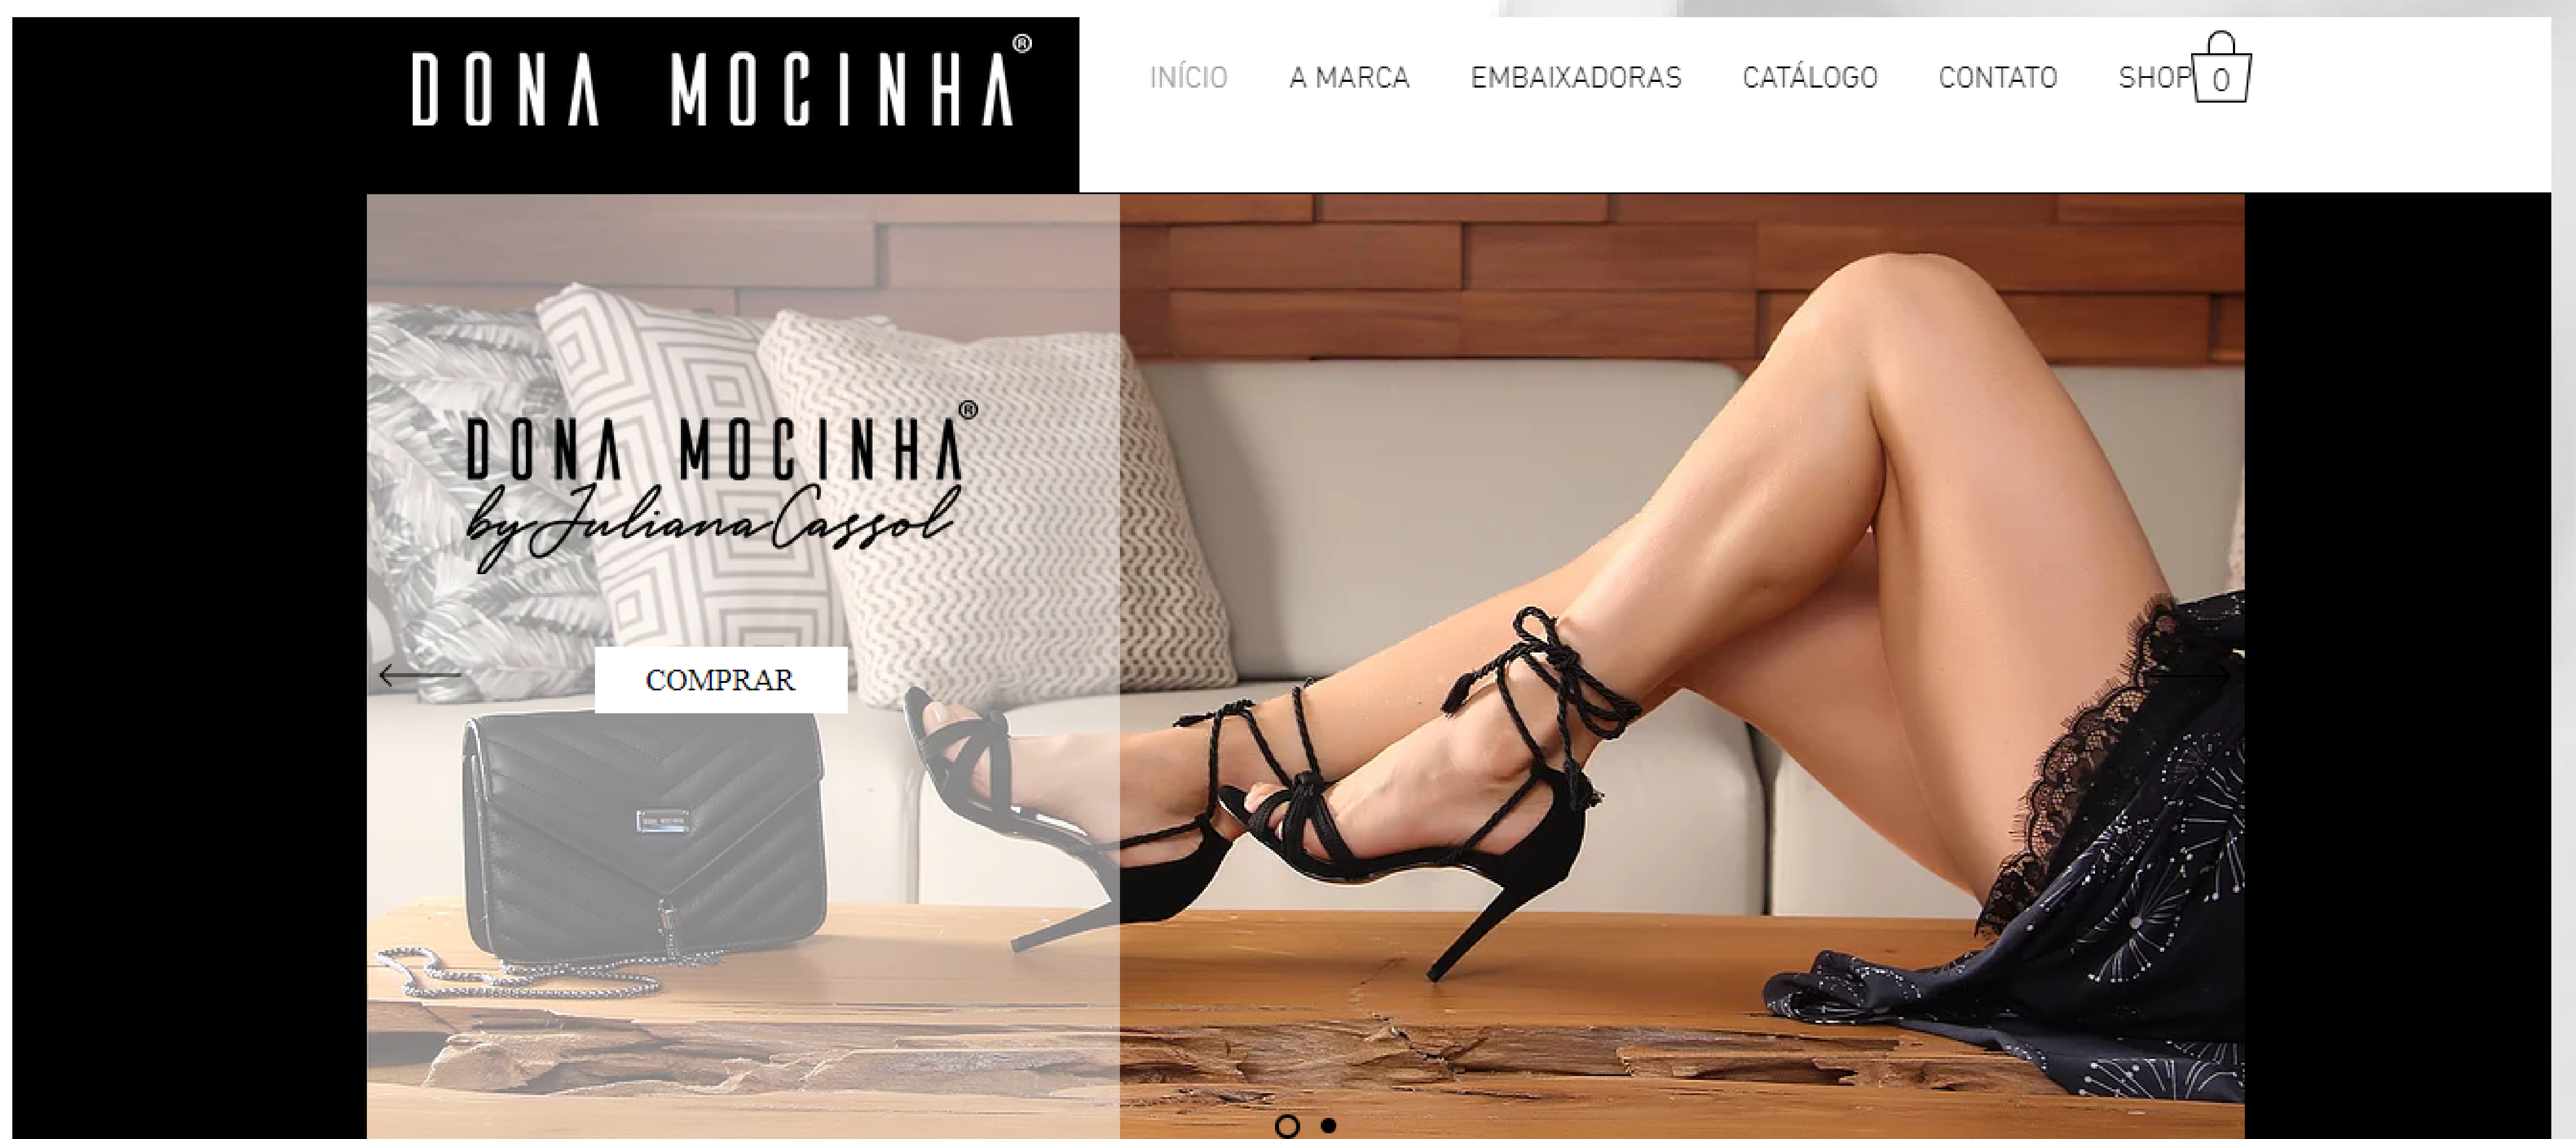 DONA MOCINHA®
INÍCIO A MARCA EMBAIXADORAS CATÁLOGO CONTATO SHOP 0
DONA MOCINHA®
by Juliana Cassol
COMPRAR